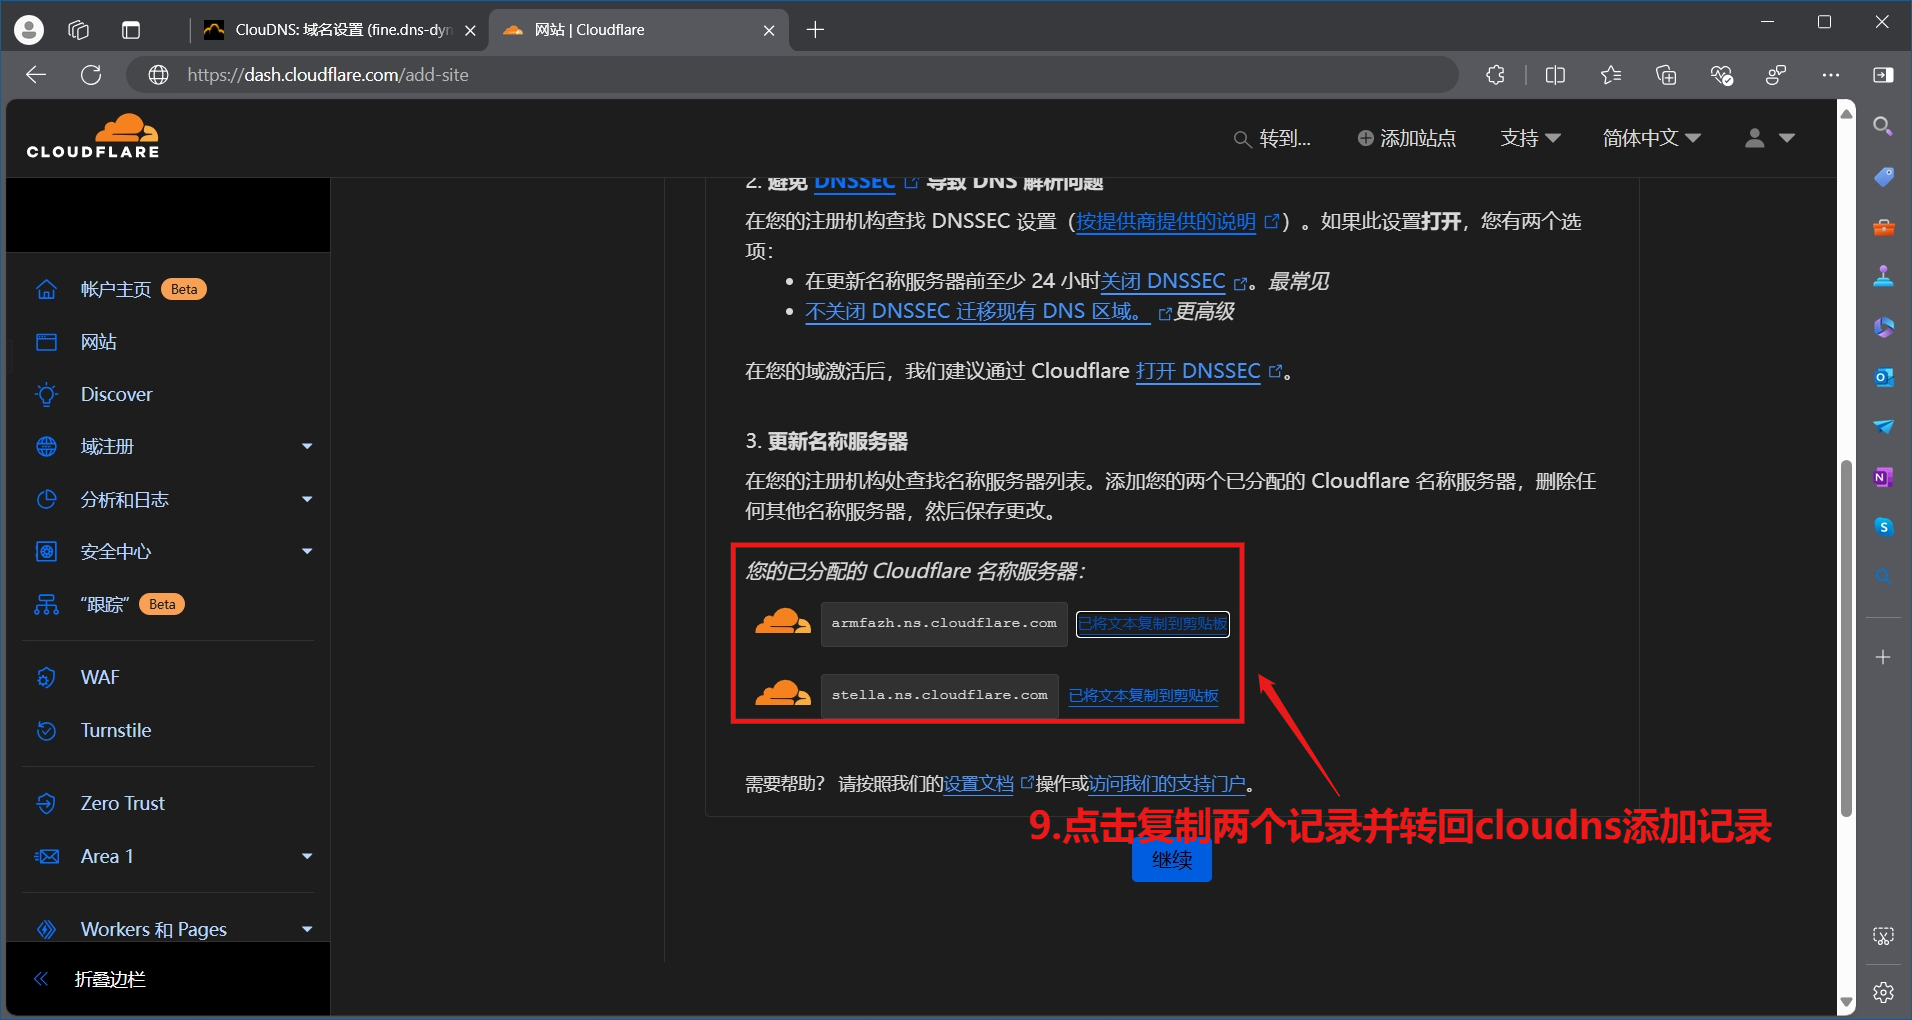 ClouDNS: 域名设置 (fine.dns-dyn
网站 | Cloudflare
https://dash.cloudflare.com/add-site
CLOUDFLARE
转到...
添加站点
支持
简体中文
帐户主页 Beta
网站
Discover
域注册
分析和日志
安全中心
“跟踪” Beta
WAF
Turnstile
Zero Trust
Area 1
Workers 和 Pages
折叠边栏
2. 避免 DNSSEC 导致 DNS 解析问题
在您的注册机构查找 DNSSEC 设置（按提供商提供的说明）。如果此设置打开，您有两个选
项：
• 在更新名称服务器前至少 24 小时关闭 DNSSEC。最常见
• 不关闭 DNSSEC 迁移现有 DNS 区域。更高级
在您的域激活后，我们建议通过 Cloudflare 打开 DNSSEC。
3. 更新名称服务器
在您的注册机构处查找名称服务器列表。添加您的两个已分配的 Cloudflare 名称服务器，删除任
何其他名称服务器，然后保存更改。
您的已分配的 Cloudflare 名称服务器：
armfazh.ns.cloudflare.com 已将文本复制到剪贴板
stella.ns.cloudflare.com 已将文本复制到剪贴板
需要帮助？ 请按照我们的设置文档操作或访问我们的支持门户。
9.点击复制两个记录并转回cloudns添加记录
继续